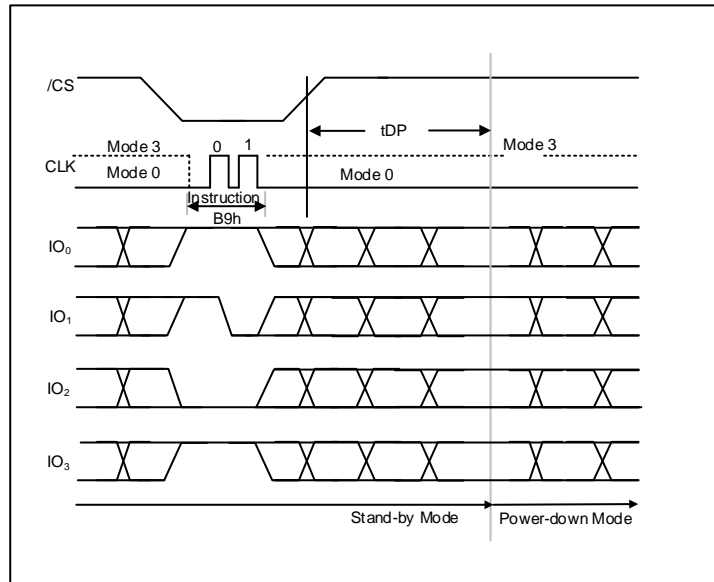 /CS
tDP
Mode 3 0 1 Mode 3
CLK
Mode 0 Mode 0
Instruction
B9h
IO₀
IO₁
IO₂
IO₃
Stand-by Mode Power-down Mode